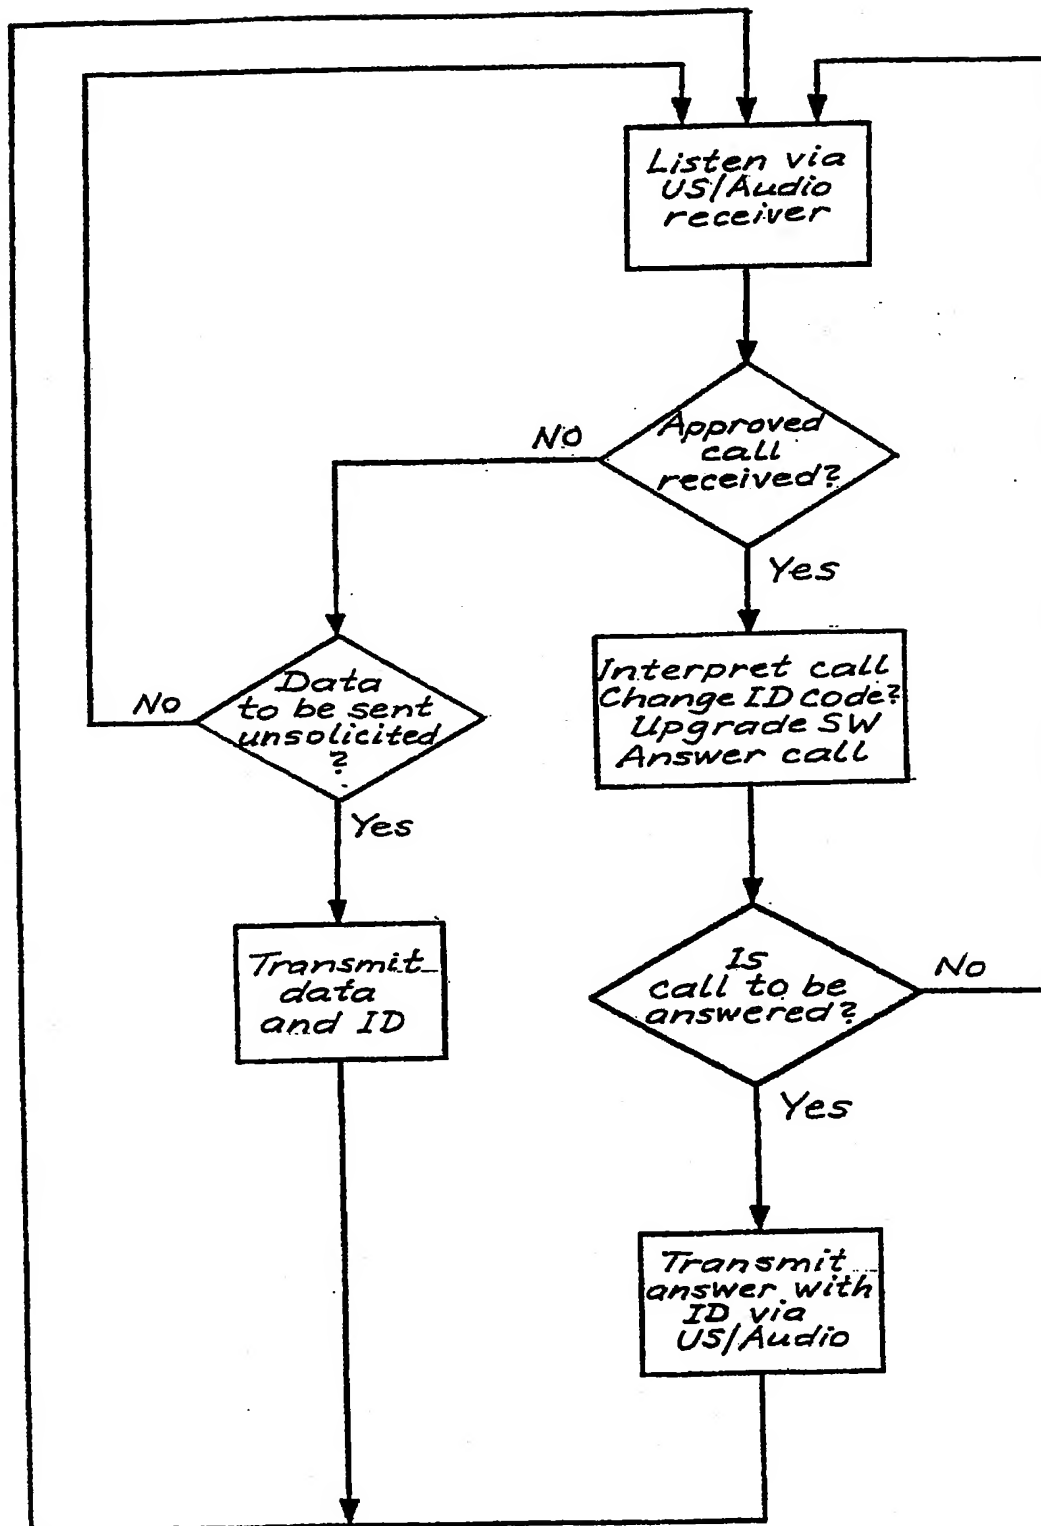 Listen via
US/Audio
receiver
Approved
call
received?
NO
Yes
Data
to be sent
unsolicited
?
No
Yes
Interpret call
Change ID code?
Upgrade SW
Answer call
Transmit
data
and ID
Is
call to be
answered?
No
Yes
Transmit
answer with
ID via
US/Audio